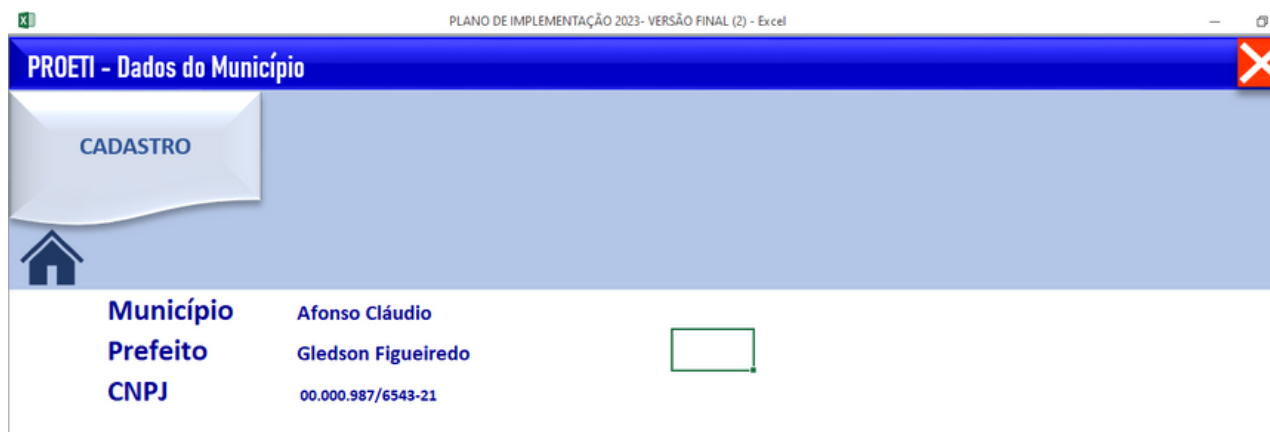 PLANO DE IMPLEMENTAÇÃO 2023- VERSÃO FINAL (2) - Excel
PROETI - Dados do Município
CADASTRO
Município Afonso Cláudio
Prefeito Gledson Figueiredo
CNPJ 00.000.987/6543-21